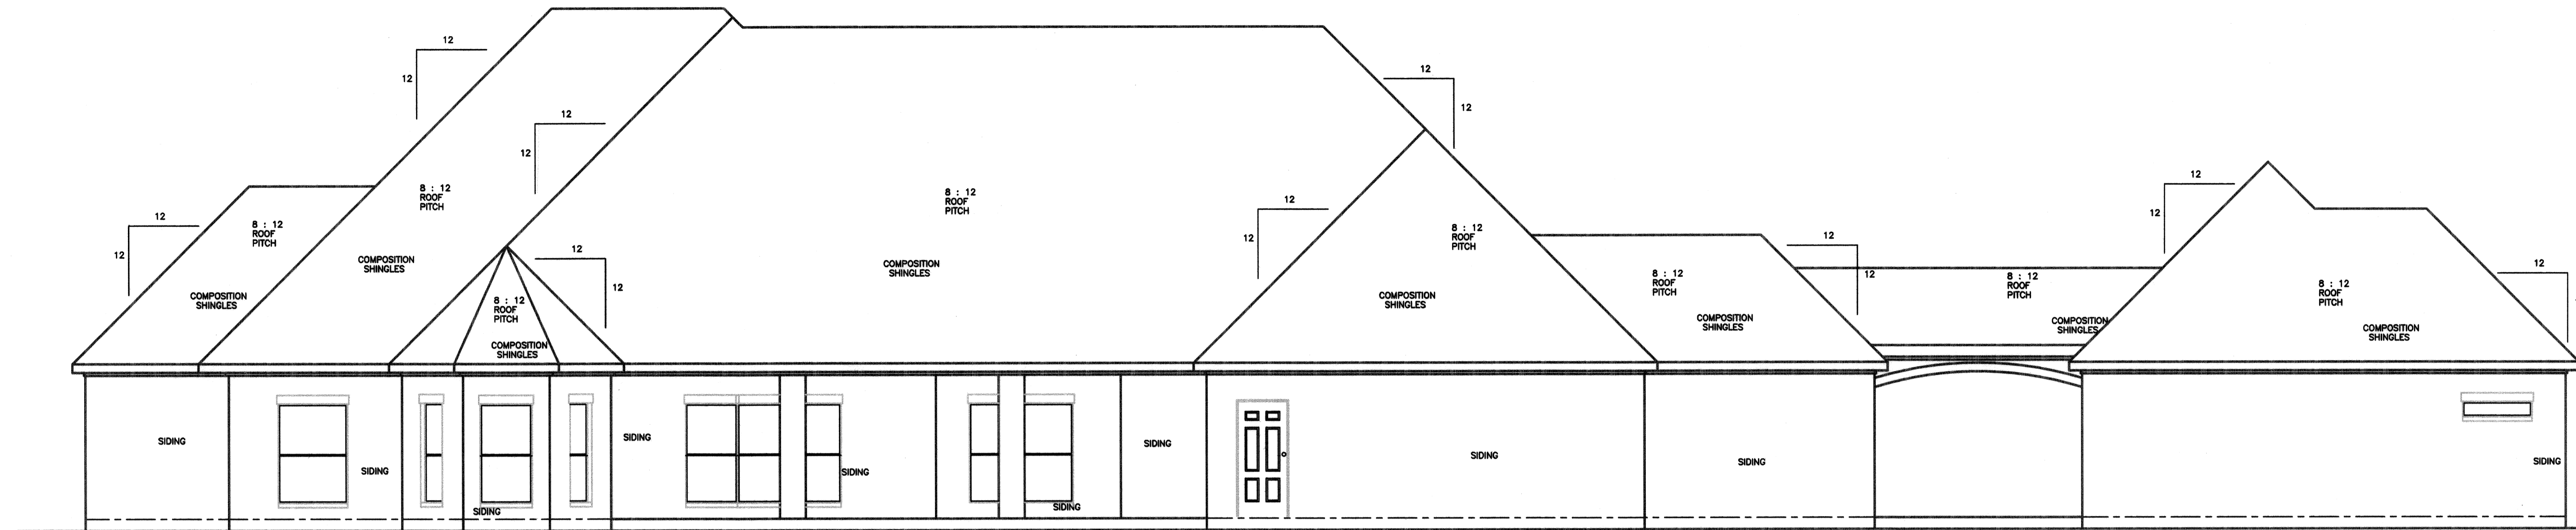 12
12
12
12
12
12
8 : 12
ROOF
PITCH
COMPOSITION
SHINGLES
8 : 12
ROOF
PITCH
COMPOSITION
SHINGLES
12
12
8 : 12
ROOF
PITCH
COMPOSITION
SHINGLES
8 : 12
ROOF
PITCH
COMPOSITION
SHINGLES
12
12
12
12
8 : 12
ROOF
PITCH
COMPOSITION
SHINGLES
8 : 12
ROOF
PITCH
COMPOSITION
SHINGLES
12
12
8 : 12
ROOF
PITCH
COMPOSITION
SHINGLES
12
12
8 : 12
ROOF
PITCH
COMPOSITION
SHINGLES
12
SIDING
SIDING
SIDING
SIDING
SIDING
SIDING
SIDING
SIDING
SIDING
SIDING